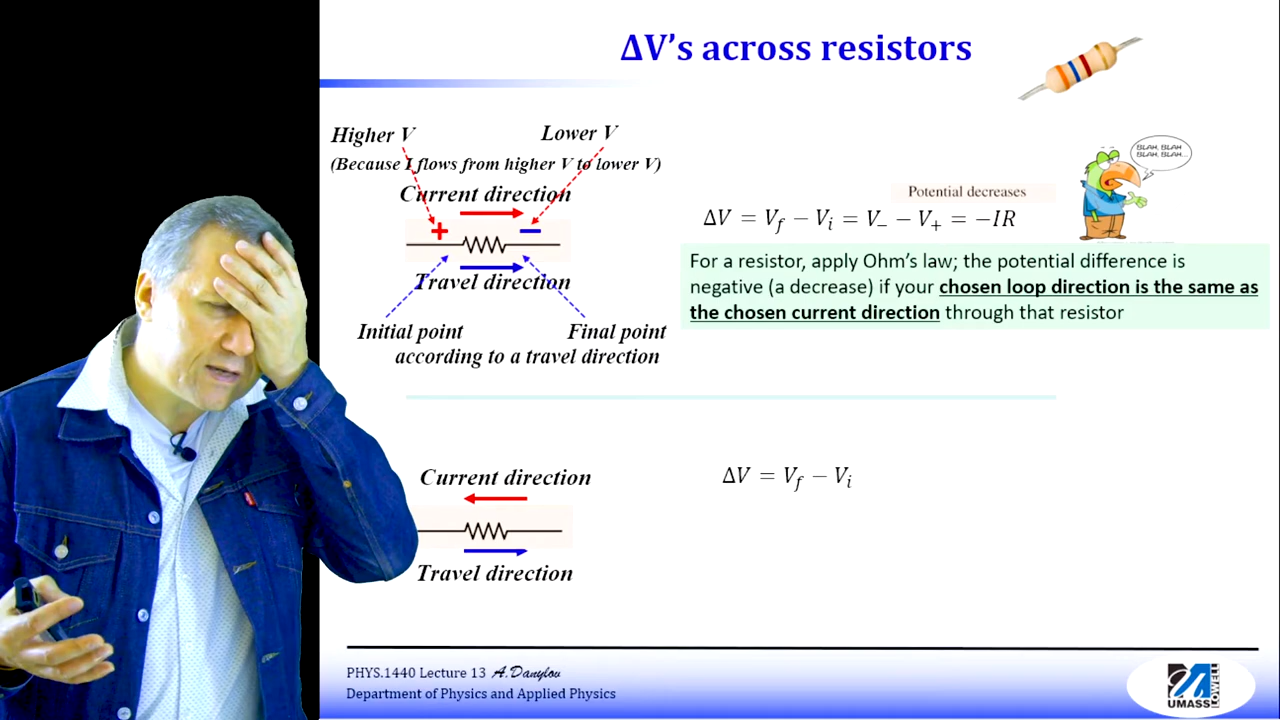 ΔV's across resistors
Higher V
Lower V
(Because I flows from higher V to lower V)
Current direction
+
−
Travel direction
Initial point
Final point
according to a travel direction
Potential decreases
ΔV = V_f − V_i = V_− − V_+ = −IR
BLAH, BLAH
BLAH, BLAH...
For a resistor, apply Ohm's law; the potential difference is
negative (a decrease) if your chosen loop direction is the same as
the chosen current direction through that resistor
Current direction
Travel direction
ΔV = V_f − V_i
PHYS.1440 Lecture 13 A.Danylov
Department of Physics and Applied Physics
UMASS
LOWELL